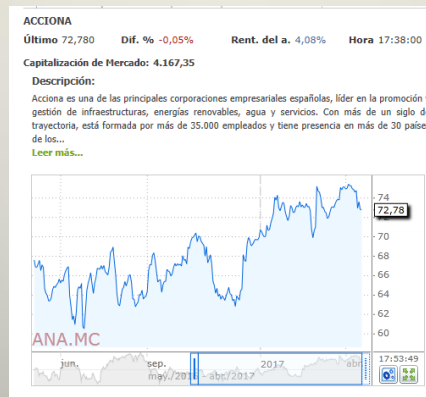 ACCIONA
Último 72,780 Dif. % -0,05% Rent. del a. 4,08% Hora 17:38:00
Capitalización de Mercado: 4.167,35
Descripción:
Acciona es una de las principales corporaciones empresariales españolas, líder en la promoción y
gestión de infraestructuras, energías renovables, agua y servicios. Con más de un siglo de
trayectoria, está formada por más de 35.000 empleados y tiene presencia en más de 30 países
de los...
Leer más...
74
72,78
70
68
66
64
62
60
ANA.MC
jun. sep. 2017 abr.
may./2016 - abr./2017
17:53:49